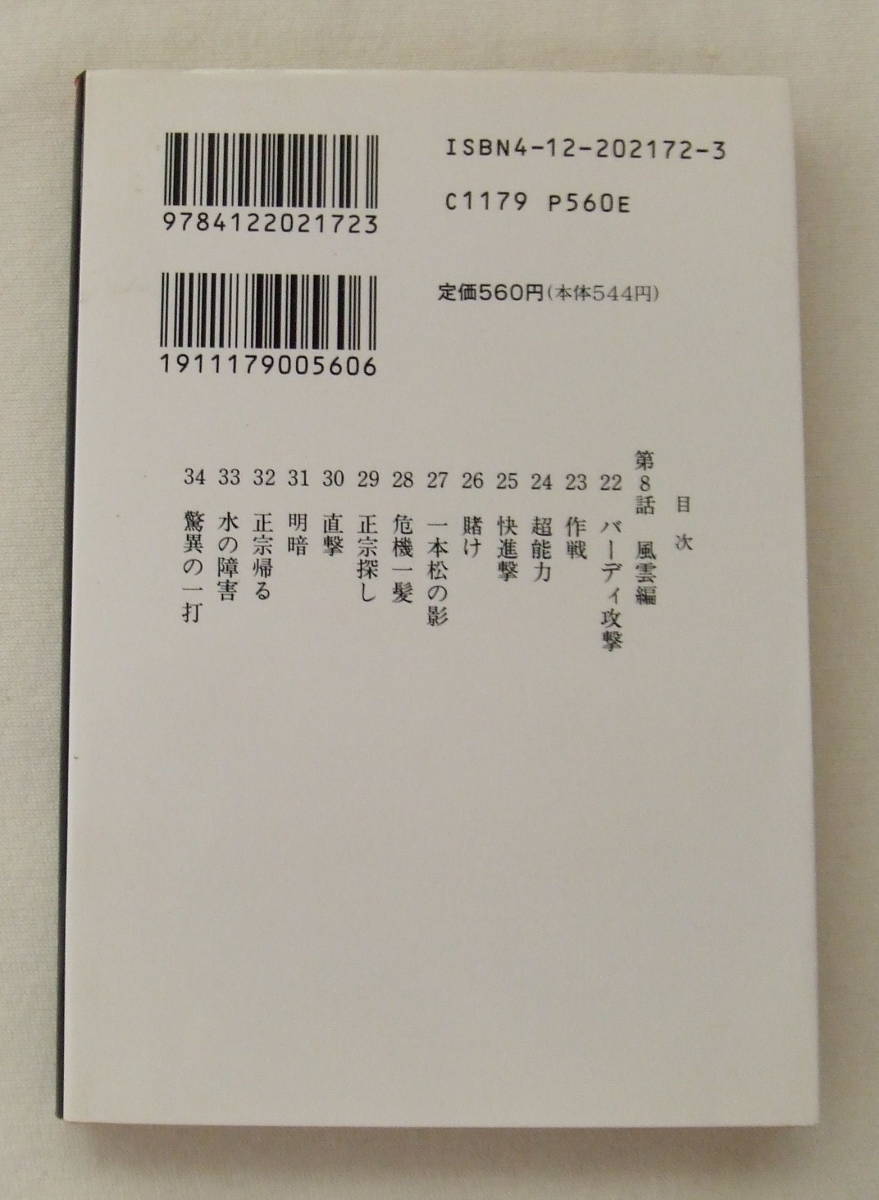 9784122021723
ISBN4-12-202172-3
C1179 P560E
1911179005606
定価560円(本体544円)
目次
第8話 風雲編
22 バーディ攻撃
23 作戦
24 超能力
25 快進撃
26 賭け
27 一本松の影
28 危機一髪
29 正宗探し
30 直撃
31 明暗
32 正宗帰る
33 水の障害
34 驚異の一打